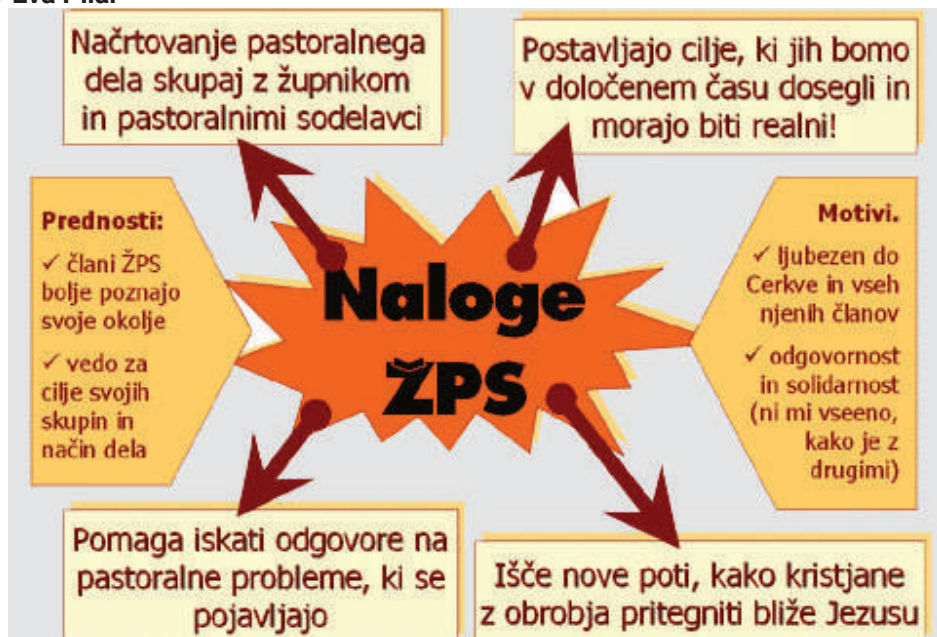 Načrtovanje pastoralnega
dela skupaj z župnikom
in pastoralnimi sodelavci
Postavljajo cilje, ki jih bomo
v določenem času dosegli in
morajo biti realni!
Prednosti:
✓ člani ŽPS
bolje poznajo
svoje okolje
✓ vedo za
cilje svojih
skupin in
način dela
Naloge
ŽPS
Motivi.
✓ ljubezen do
Cerkve in vseh
njenih članov
✓ odgovornost
in solidarnost
(ni mi vseeno,
kako je z
drugimi)
Pomaga iskati odgovore na
pastoralne probleme, ki se
pojavljajo
Išče nove poti, kako kristjane
z obrobja pritegniti bliže Jezusu